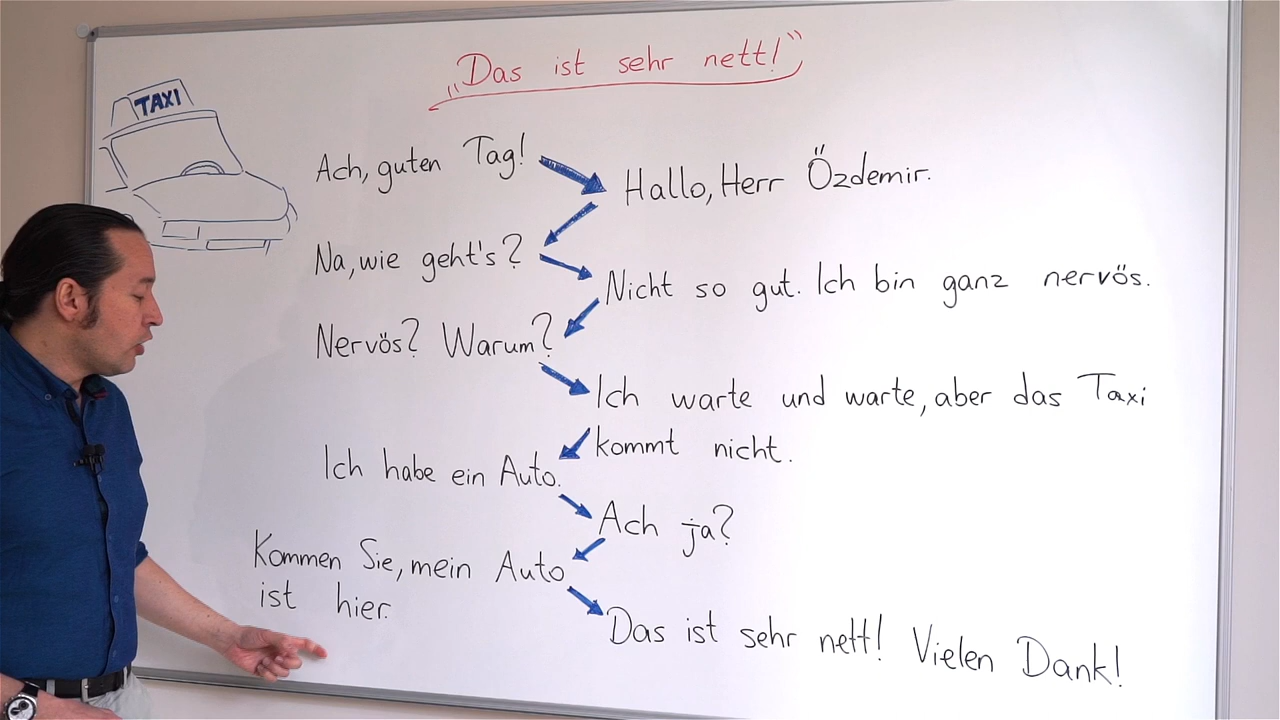 „Das ist sehr nett!“
TAXI
Ach, guten Tag!
Hallo, Herr Özdemir.
Na, wie geht's?
Nicht so gut. Ich bin ganz nervös.
Nervös? Warum?
Ich warte und warte, aber das Taxi
kommt nicht.
Ich habe ein Auto.
Ach ja?
Kommen Sie, mein Auto
ist hier.
Das ist sehr nett! Vielen Dank!